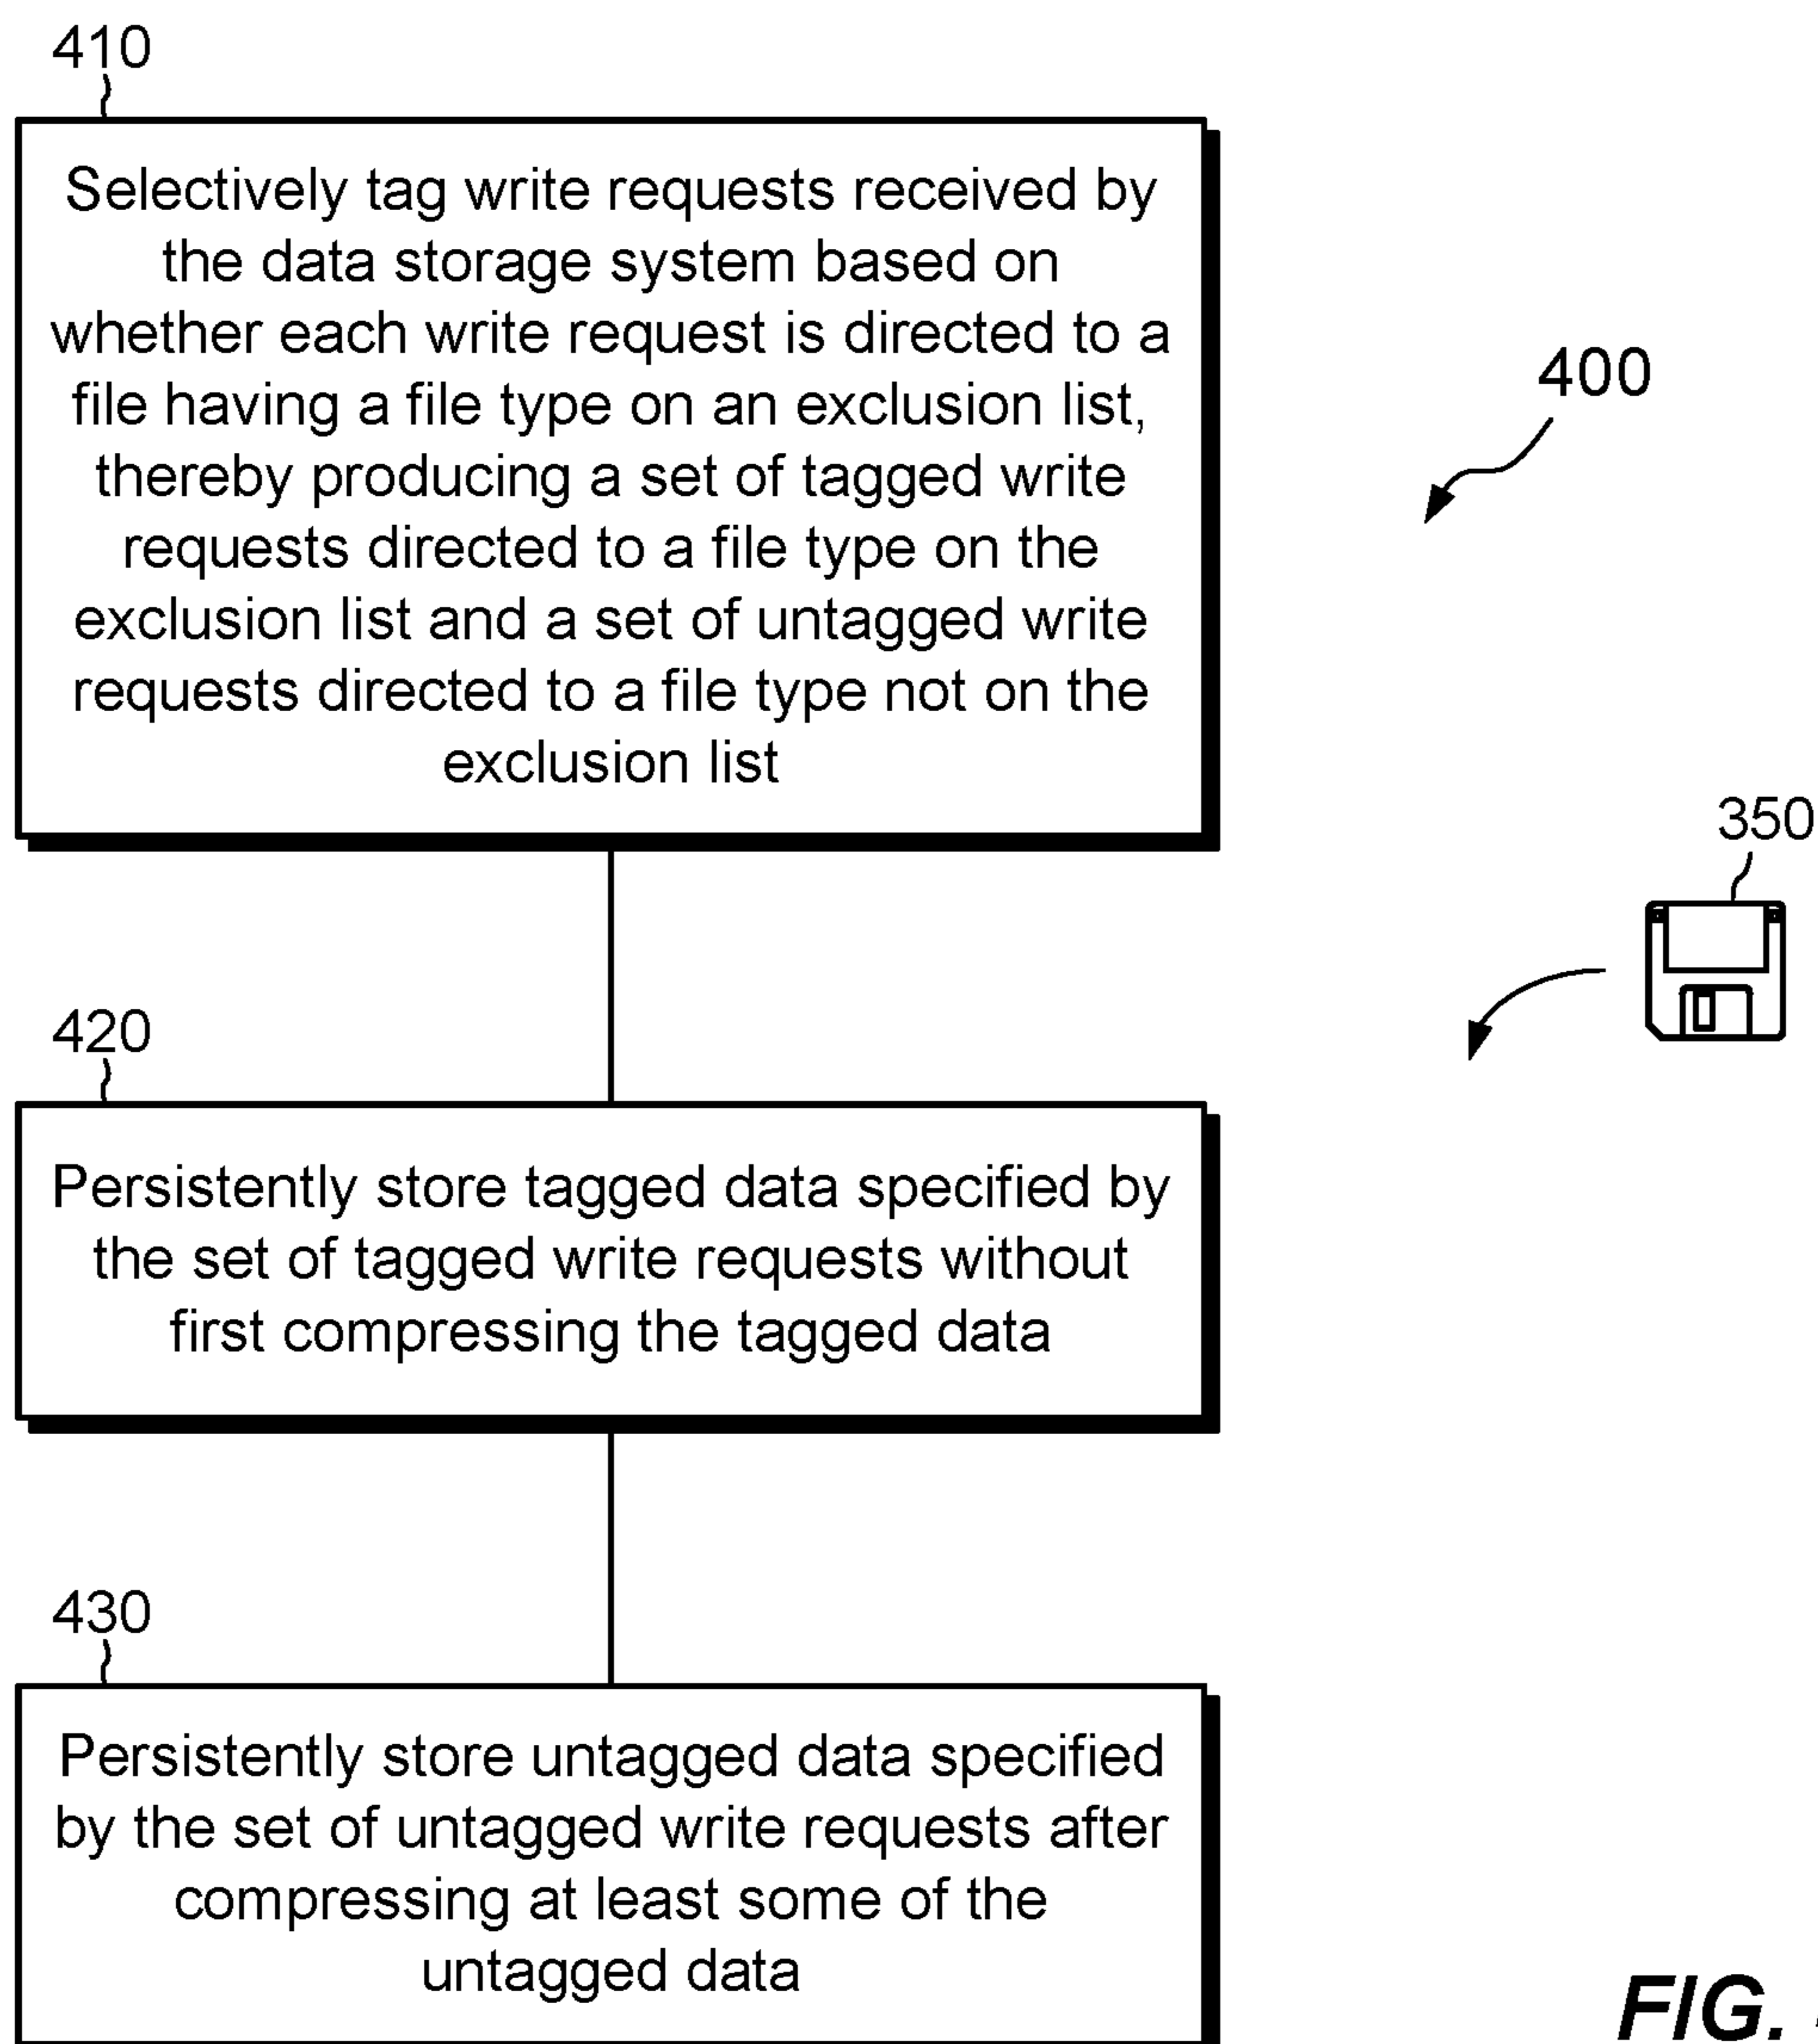 410
Selectively tag write requests received by
the data storage system based on
whether each write request is directed to a
file having a file type on an exclusion list,
thereby producing a set of tagged write
requests directed to a file type on the
exclusion list and a set of untagged write
requests directed to a file type not on the
exclusion list
400
350
420
Persistently store tagged data specified by
the set of tagged write requests without
first compressing the tagged data
430
Persistently store untagged data specified
by the set of untagged write requests after
compressing at least some of the
untagged data
FIG.